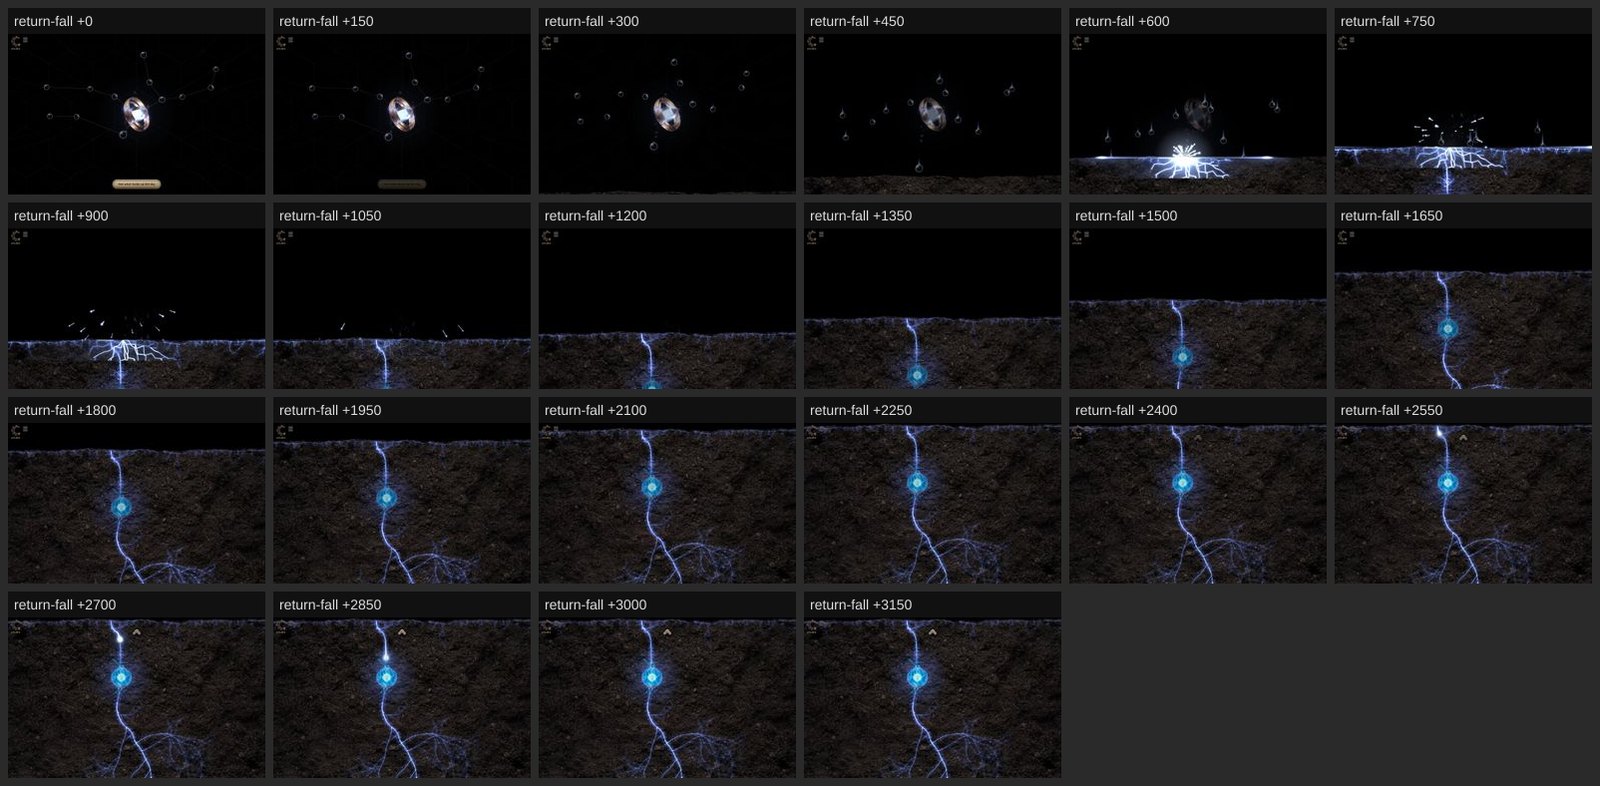 return-fall +0
return-fall +150
return-fall +300
return-fall +450
return-fall +600
return-fall +750
return-fall +900
return-fall +1050
return-fall +1200
return-fall +1350
return-fall +1500
return-fall +1650
return-fall +1800
return-fall +1950
return-fall +2100
return-fall +2250
return-fall +2400
return-fall +2550
return-fall +2700
return-fall +2850
return-fall +3000
return-fall +3150